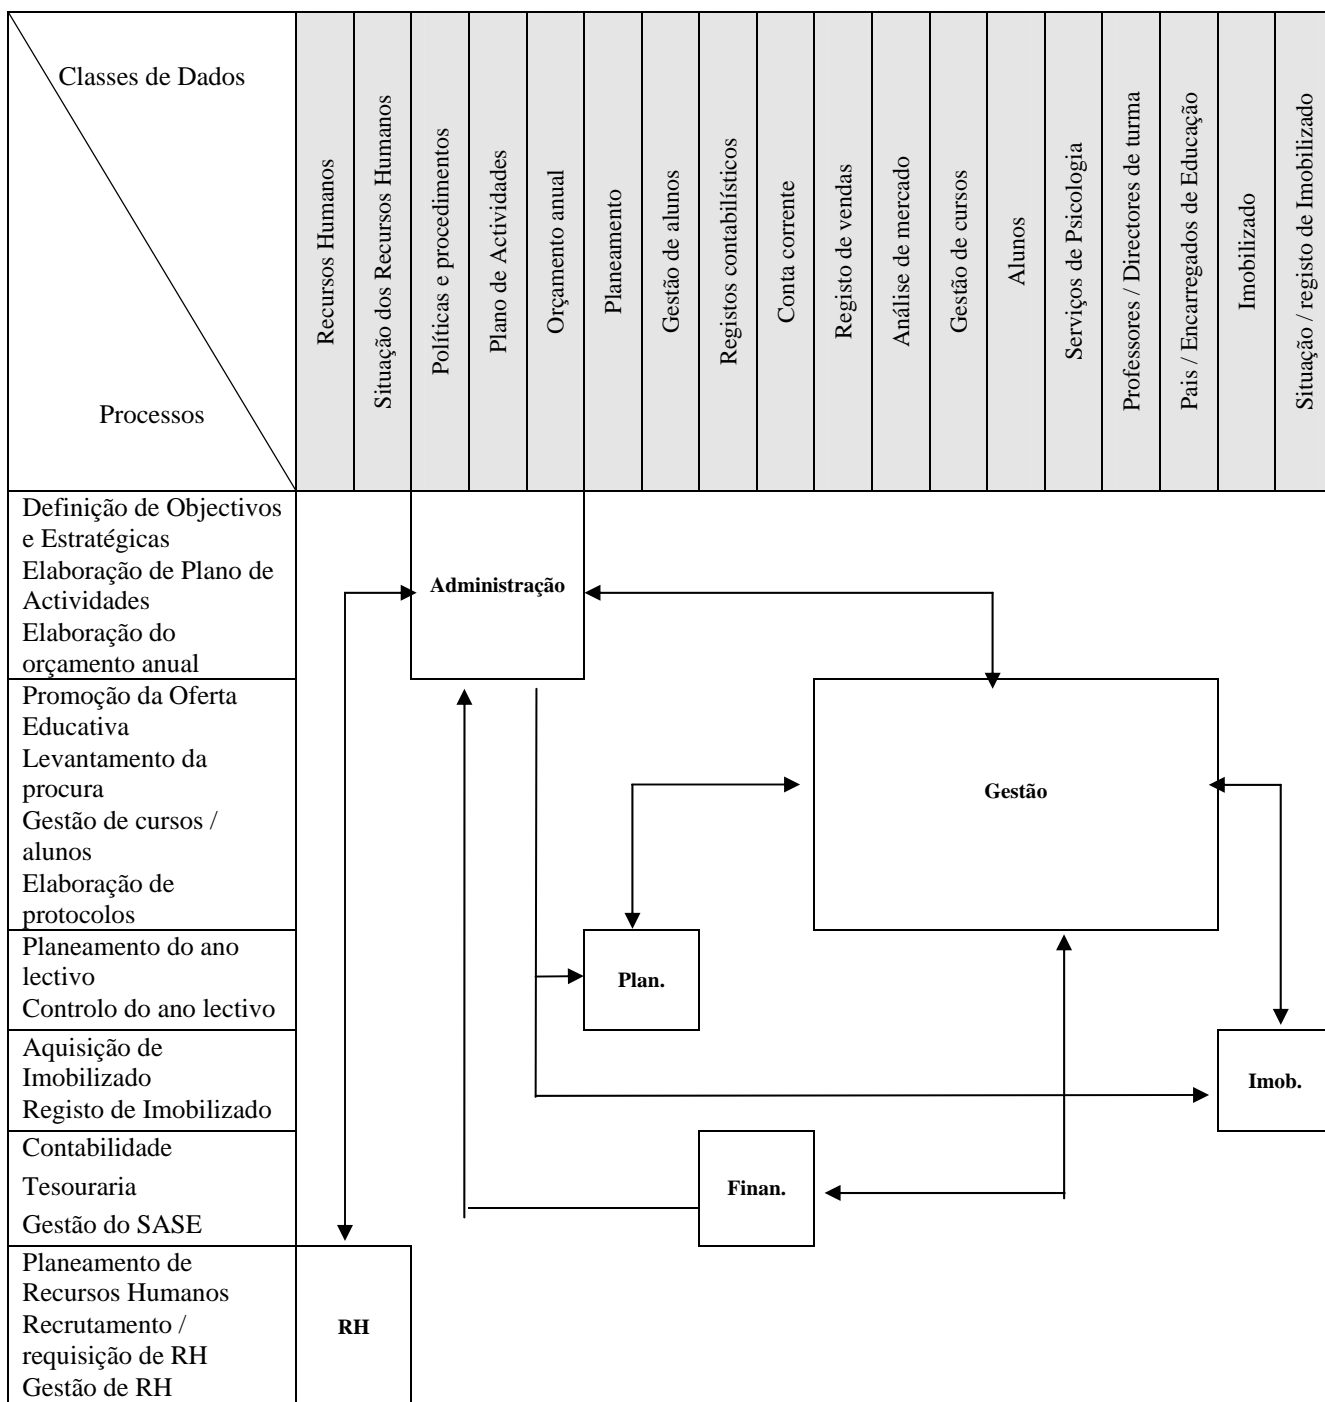 Classes de Dados
Processos
Recursos Humanos
Situação dos Recursos Humanos
Políticas e procedimentos
Plano de Actividades
Orçamento anual
Planeamento
Gestão de alunos
Registos contabilísticos
Conta corrente
Registo de vendas
Análise de mercado
Gestão de cursos
Alunos
Serviços de Psicologia
Professores / Directores de turma
Pais / Encarregados de Educação
Imobilizado
Situação / registo de Imobilizado
Definição de Objectivos
e Estratégicas
Elaboração de Plano de
Actividades
Elaboração do
orçamento anual
Administração
Promoção da Oferta
Educativa
Levantamento da
procura
Gestão de cursos /
alunos
Elaboração de
protocolos
Gestão
Planeamento do ano
lectivo
Controlo do ano lectivo
Plan.
Aquisição de
Imobilizado
Registo de Imobilizado
Imob.
Contabilidade
Tesouraria
Gestão do SASE
Finan.
Planeamento de
Recursos Humanos
Recrutamento /
requisição de RH
Gestão de RH
RH